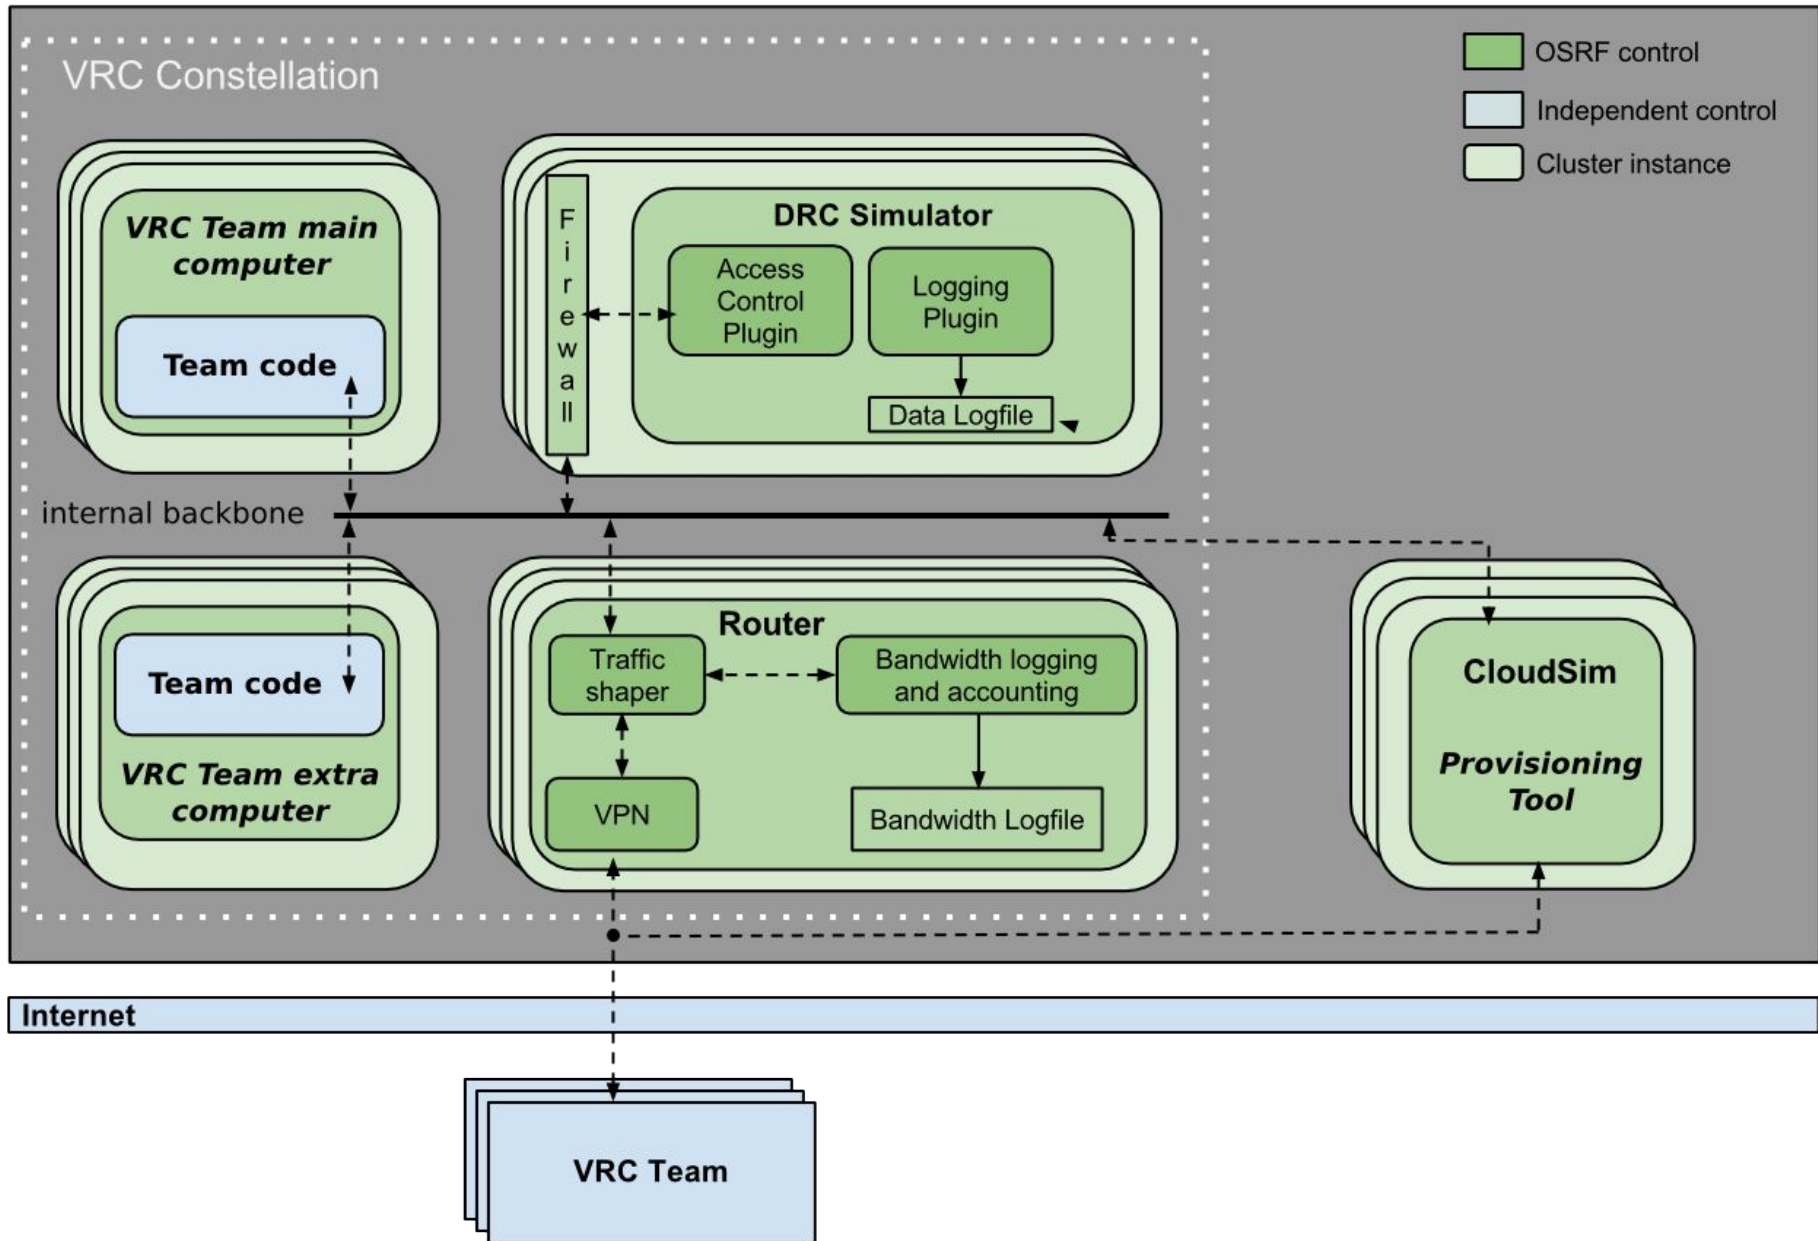 VRC Constellation
OSRF control
Independent control
Cluster instance
VRC Team main
computer
Team code
Firewall
DRC Simulator
Access
Control
Plugin
Logging
Plugin
Data Logfile
internal backbone
Team code
VRC Team extra
computer
Router
Traffic
shaper
Bandwidth logging
and accounting
VPN
Bandwidth Logfile
CloudSim
Provisioning
Tool
Internet
VRC Team